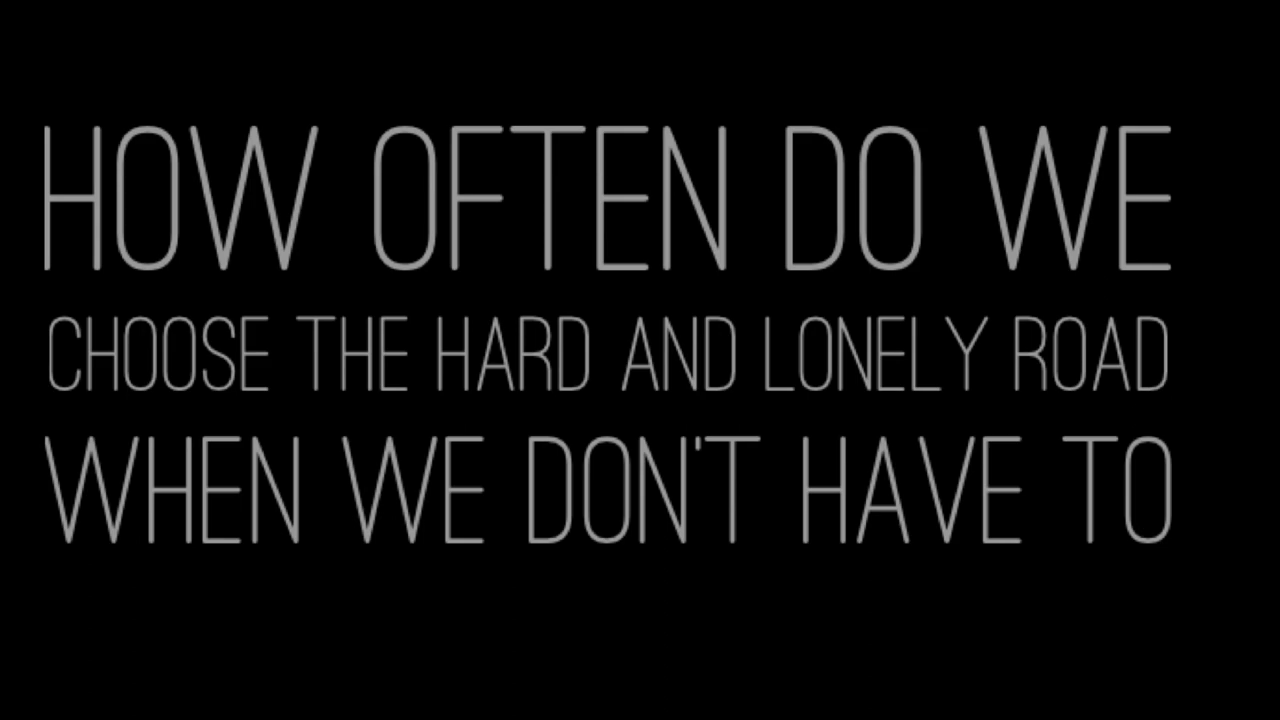 HOW OFTEN DO WE
CHOOSE THE HARD AND LONELY ROAD
WHEN WE DON'T HAVE TO